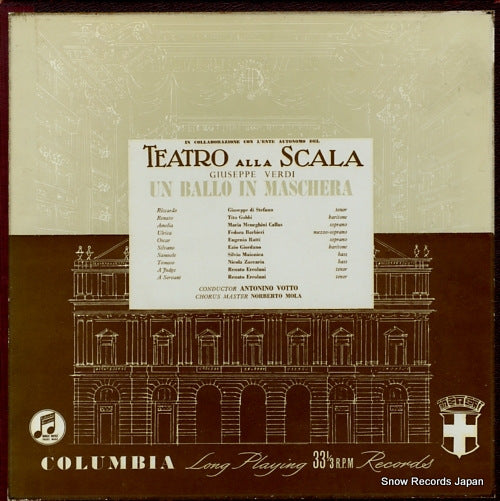 IN COLLABORAZIONE CON L'ENTE AUTONOMO DEL
TEATRO ALLA SCALA
GIUSEPPE VERDI
UN BALLO IN MASCHERA
Riccardo Giuseppe di Stefano tenor
Renato Tito Gobbi baritone
Amelia Maria Meneghini Callas soprano
Ulrica Fedora Barbieri mezzo-soprano
Oscar Eugenia Ratti soprano
Silvano Ezio Giordano baritone
Samuele Silvio Maionica bass
Tomaso Nicola Zaccaria bass
A Judge Renato Ercolani tenor
A Servant Renato Ercolani tenor
CONDUCTOR ANTONINO VOTTO
CHORUS MASTER NORBERTO MOLA
COLUMBIA Long Playing 33⅓ R.P.M Records
Snow Records Japan